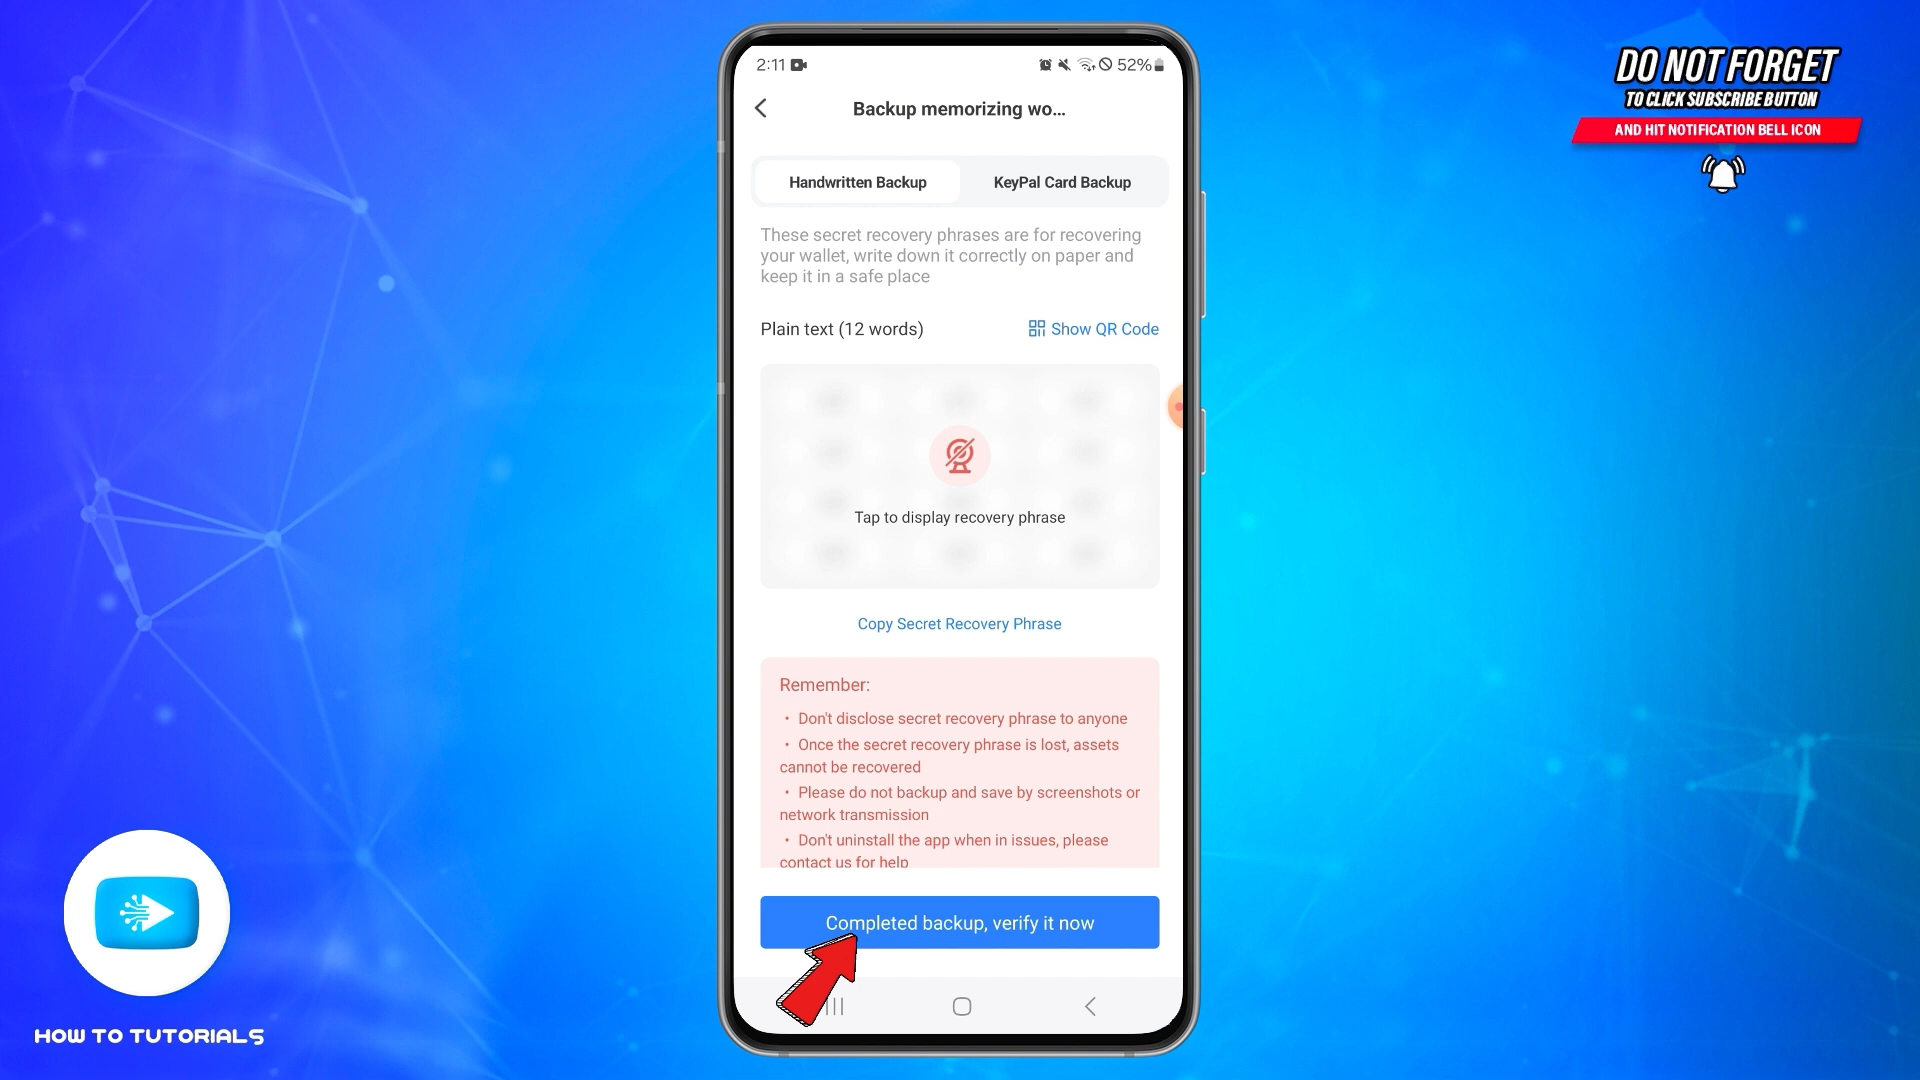 DO NOT FORGET
TO CLICK SUBSCRIBE BUTTON
AND HIT NOTIFICATION BELL ICON
2:11
52%
Backup memorizing wo...
Handwritten Backup
KeyPal Card Backup
These secret recovery phrases are for recovering
your wallet, write down it correctly on paper and
keep it in a safe place
Plain text (12 words)
Show QR Code
Tap to display recovery phrase
Copy Secret Recovery Phrase
Remember:
• Don't disclose secret recovery phrase to anyone
• Once the secret recovery phrase is lost, assets
cannot be recovered
• Please do not backup and save by screenshots or
network transmission
• Don't uninstall the app when in issues, please
contact us for help
Completed backup, verify it now
HOW TO TUTORIALS